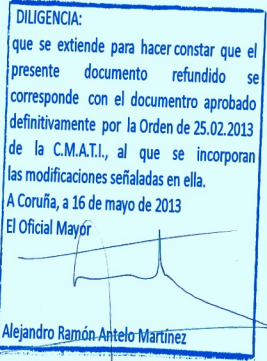 DILIGENCIA:
que se extiende para hacer constar que el
presente documento refundido se
corresponde con el documentro aprobado
definitivamente por la Orden de 25.02.2013
de la C.M.A.T.I., al que se incorporan
las modificaciones señaladas en ella.
A Coruña, a 16 de mayo de 2013
El Oficial Mayor
Alejandro Ramón Antelo Martínez